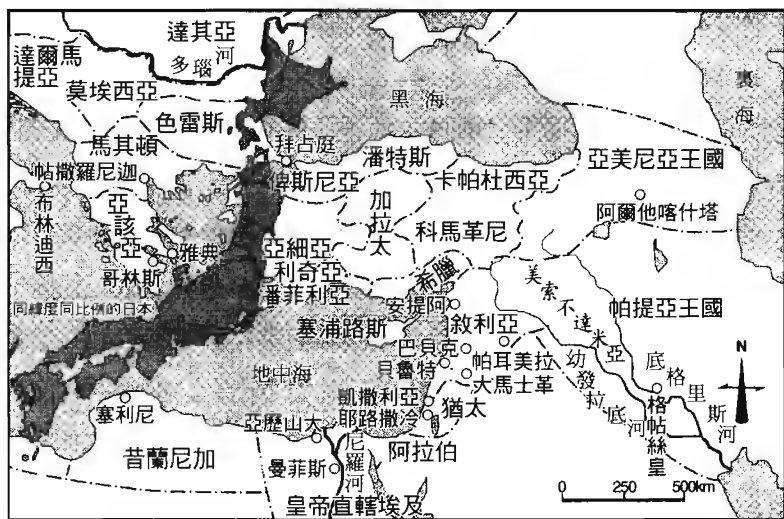 達其亞
多瑙河
達爾馬
提亞
莫埃西亞
色雷斯
黑海
裏海
馬其頓
拜占庭
潘特斯
亞美尼亞王國
帖撒羅尼迦
俾斯尼亞
卡帕杜西亞
加拉太
布林迪西
亞該亞
雅典
哥林斯
亞細亞
科馬革尼
阿爾他喀什塔
利奇亞
番菲利亞
希臘
安提阿
美索不達米亞
帕提亞王國
同緯度同比例的日本
塞浦路斯
敘利亞
巴貝克
貝魯特
帕耳美拉
大馬士革
幼發拉底河
底格里斯河
格帖絲皇
N
地中海
塞利尼
凱撒利亞
耶路撒冷
猶太
亞歷山大
昔蘭尼加
曼菲斯
尼羅河
阿拉伯
皇帝直轄埃及
0 250 500km